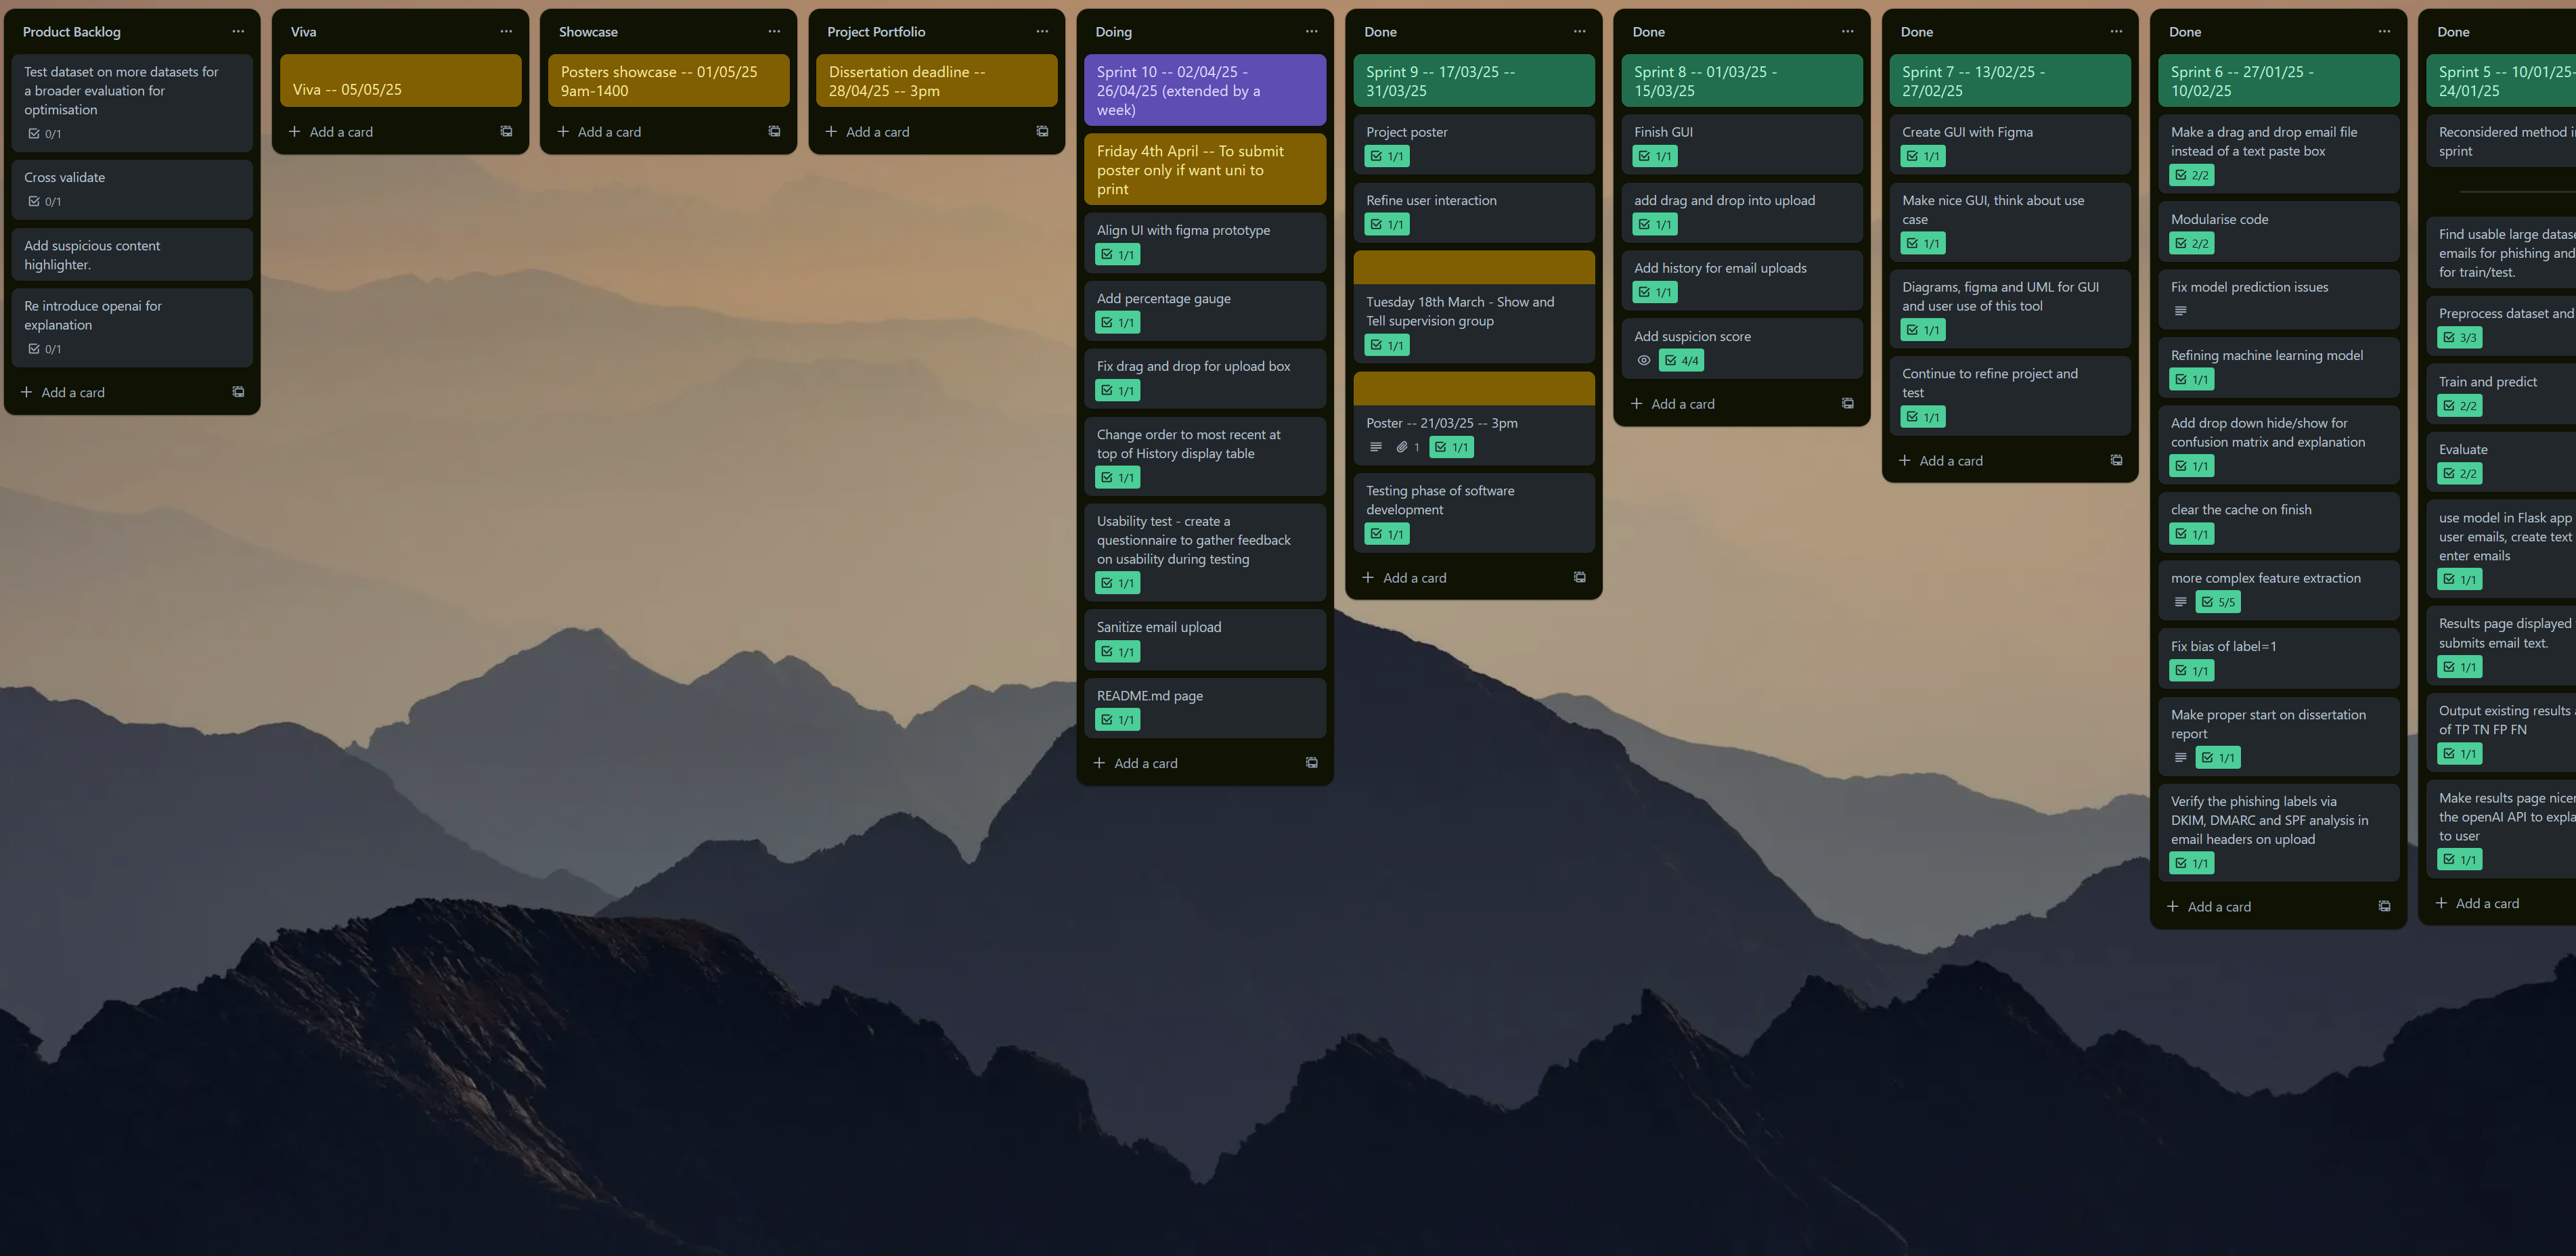 Product Backlog
Test dataset on more datasets for
a broader evaluation for
optimisation
0/1
Cross validate
0/1
Add suspicious content
highlighter.
Re introduce openai for
explanation
0/1
Add a card
Viva
Viva -- 05/05/25
Add a card
Showcase
Posters showcase -- 01/05/25
9am-1400
Add a card
Project Portfolio
Dissertation deadline --
28/04/25 -- 3pm
Add a card
Doing
Sprint 10 -- 02/04/25 -
26/04/25 (extended by a
week)
Friday 4th April -- To submit
poster only if want uni to
print
Align UI with figma prototype
1/1
Add percentage gauge
1/1
Fix drag and drop for upload box
1/1
Change order to most recent at
top of History display table
1/1
Usability test - create a
questionnaire to gather feedback
on usability during testing
1/1
Sanitize email upload
1/1
README.md page
1/1
Add a card
Done
Sprint 9 -- 17/03/25 --
31/03/25
Project poster
1/1
Refine user interaction
1/1
Tuesday 18th March - Show and
Tell supervision group
1/1
Poster -- 21/03/25 -- 3pm
1 1/1
Testing phase of software
development
1/1
Add a card
Done
Sprint 8 -- 01/03/25 -
15/03/25
Finish GUI
1/1
add drag and drop into upload
1/1
Add history for email uploads
1/1
Add suspicion score
4/4
Add a card
Done
Sprint 7 -- 13/02/25 -
27/02/25
Create GUI with Figma
1/1
Make nice GUI, think about use
case
1/1
Diagrams, figma and UML for GUI
and user use of this tool
1/1
Continue to refine project and
test
1/1
Add a card
Done
Sprint 6 -- 27/01/25 -
10/02/25
Make a drag and drop email file
instead of a text paste box
2/2
Modularise code
2/2
Fix model prediction issues
Refining machine learning model
1/1
Add drop down hide/show for
confusion matrix and explanation
1/1
clear the cache on finish
1/1
more complex feature extraction
5/5
Fix bias of label=1
1/1
Make proper start on dissertation
report
1/1
Verify the phishing labels via
DKIM, DMARC and SPF analysis in
email headers on upload
1/1
Add a card
Done
Sprint 5 -- 10/01/25-
24/01/25
Reconsidered method
sprint
Find usable large
emails for phishing and
for train/test.
Preprocess dataset and
3/3
Train and predict
2/2
Evaluate
2/2
use model in Flask app
user emails, create text
enter emails
1/1
Results page displayed
submits email text.
1/1
Output existing results
of TP TN FP FN
1/1
Make results page
the openAI API to
to user
1/1
Add a card